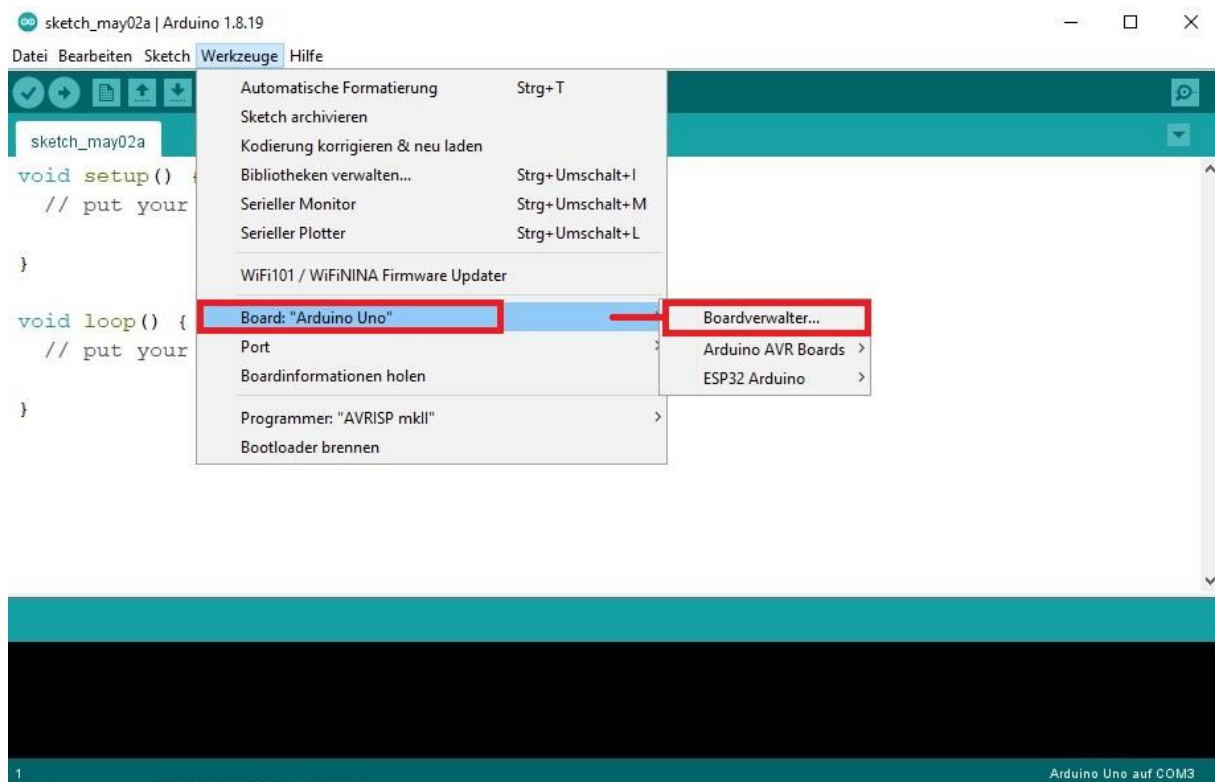 sketch_may02a | Arduino 1.8.19
Datei Bearbeiten Sketch Werkzeuge Hilfe
sketch_may02a
void setup() {
// put your
}
void loop() {
// put your
}
Automatische Formatierung Strg+T
Sketch archivieren
Kodierung korrigieren & neu laden
Bibliotheken verwalten... Strg+Umschalt+I
Serieller Monitor Strg+Umschalt+M
Serieller Plotter Strg+Umschalt+L
WiFi101 / WiFiNINA Firmware Updater
Board: "Arduino Uno"
Port
Boardinformationen holen
Programmer: "AVRISP mkII"
Bootloader brennen
Boardverwalter...
Arduino AVR Boards
ESP32 Arduino
1 Arduino Uno auf COM3